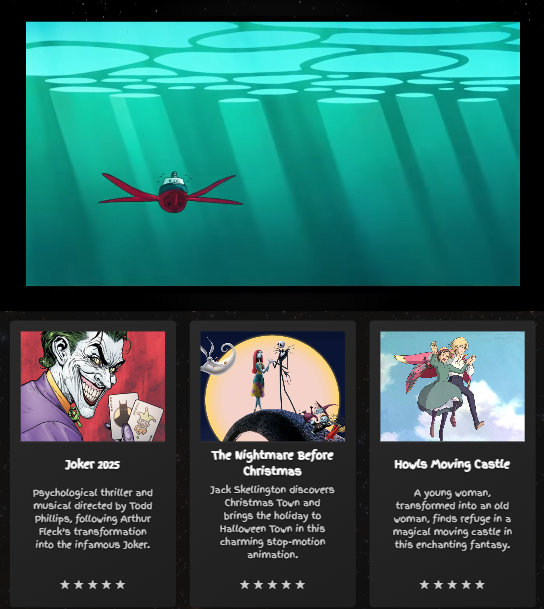 Joker 2025
Psychological thriller and
musical directed by Todd
Phillips, following Arthur
Fleck's transformation
into the infamous Joker.
The Nightmare Before
Christmas
Jack Skellington discovers
Christmas Town and
brings the holiday to
Halloween Town in this
charming stop-motion
animation.
Howls Moving Castle
A young woman,
transformed into an old
woman, finds refuge in a
magical moving castle in
this enchanting fantasy.